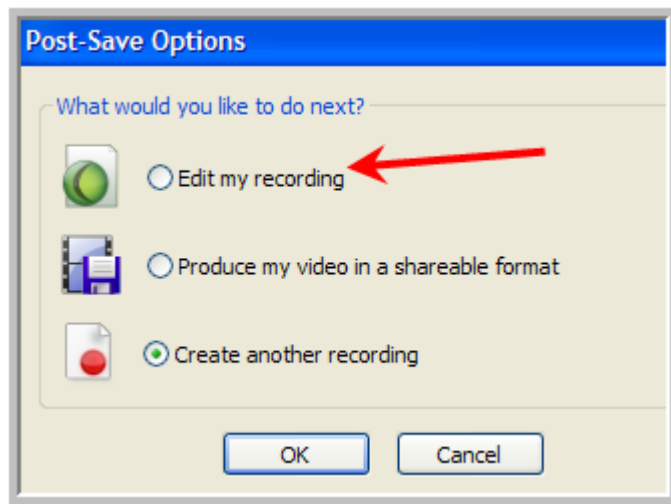 Post-Save Options
What would you like to do next?
Edit my recording
Produce my video in a shareable format
Create another recording
OK Cancel